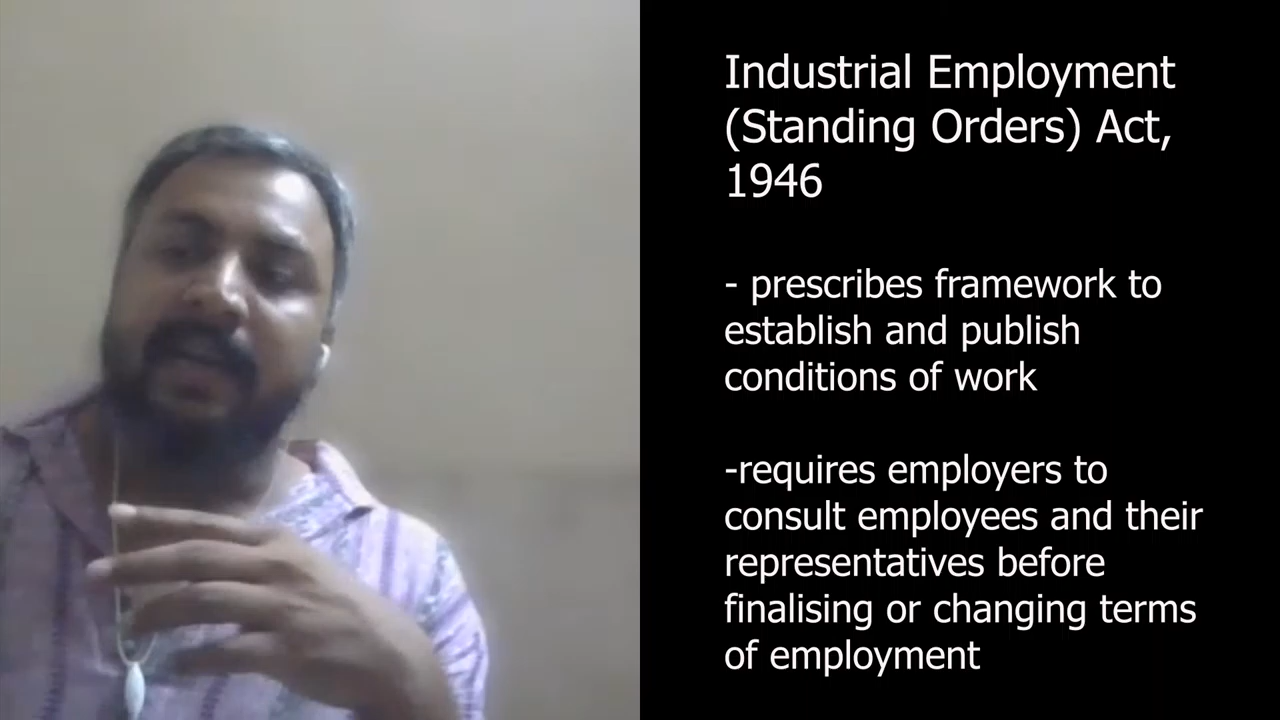 Industrial Employment
(Standing Orders) Act,
1946
- prescribes framework to
establish and publish
conditions of work
-requires employers to
consult employees and their
representatives before
finalising or changing terms
of employment